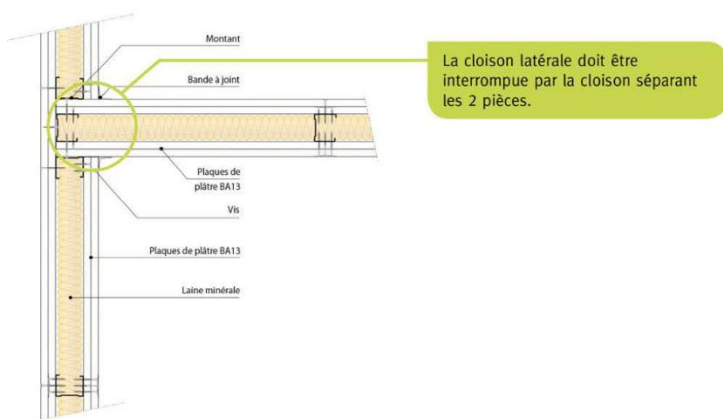 Montant
Bande à joint
La cloison latérale doit être
interrompue par la cloison séparant
les 2 pièces.
Plaques de
plâtre BA13
Vis
Plaques de plâtre BA13
Laine minérale